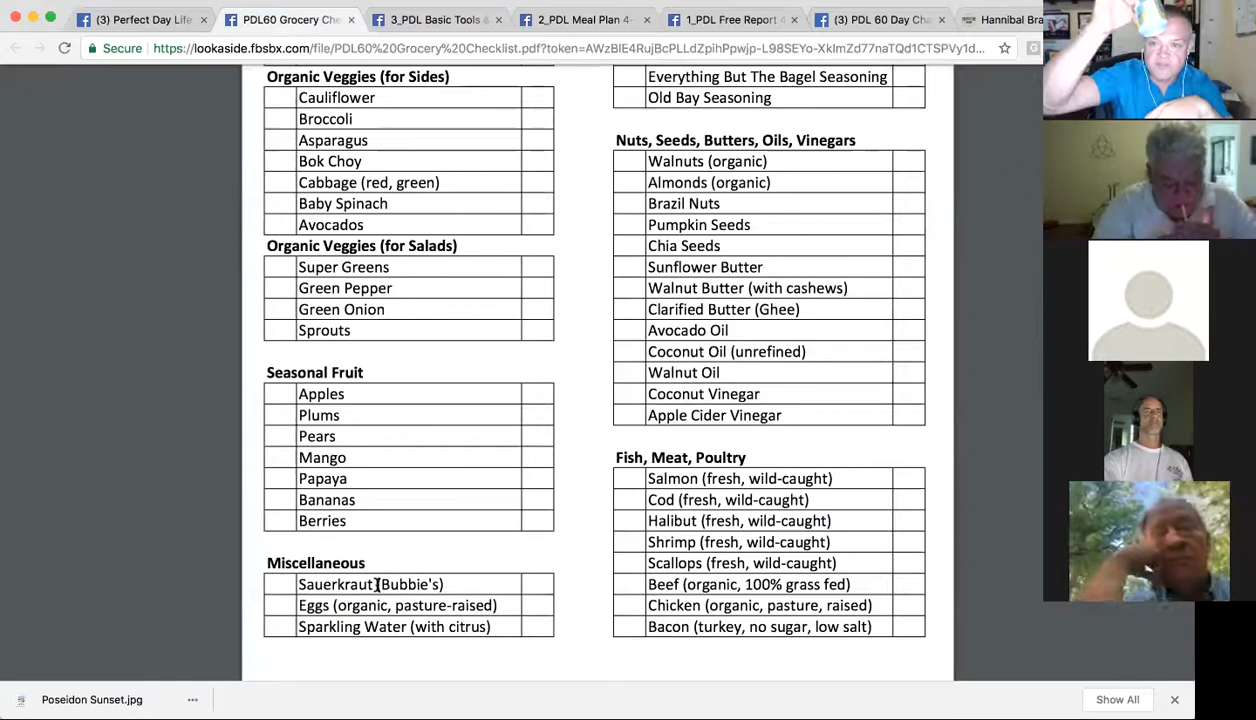 (3) Perfect Day Life
PDL60 Grocery Che
3_PDL Basic Tools &
2_PDL Meal Plan 4-
1_PDL Free Report 4
(3) PDL 60 Day Cha
Hannibal Bra
Secure
https://lookaside.fbsbx.com/file/PDL60%20Grocery%20Checklist.pdf?token=AWzBlE4RujBcPLLdZpihPpwjp-L98SEYo-XklmZd77naTQd1CTSPVy1d...
Organic Veggies (for Sides)
Cauliflower
Broccoli
Asparagus
Bok Choy
Cabbage (red, green)
Baby Spinach
Avocados
Organic Veggies (for Salads)
Super Greens
Green Pepper
Green Onion
Sprouts
Seasonal Fruit
Apples
Plums
Pears
Mango
Papaya
Bananas
Berries
Miscellaneous
Sauerkraut (Bubbie's)
Eggs (organic, pasture-raised)
Sparkling Water (with citrus)
Everything But The Bagel Seasoning
Old Bay Seasoning
Nuts, Seeds, Butters, Oils, Vinegars
Walnuts (organic)
Almonds (organic)
Brazil Nuts
Pumpkin Seeds
Chia Seeds
Sunflower Butter
Walnut Butter (with cashews)
Clarified Butter (Ghee)
Avocado Oil
Coconut Oil (unrefined)
Walnut Oil
Coconut Vinegar
Apple Cider Vinegar
Fish, Meat, Poultry
Salmon (fresh, wild-caught)
Cod (fresh, wild-caught)
Halibut (fresh, wild-caught)
Shrimp (fresh, wild-caught)
Scallops (fresh, wild-caught)
Beef (organic, 100% grass fed)
Chicken (organic, pasture, raised)
Bacon (turkey, no sugar, low salt)
Poseidon Sunset.jpg
Show All